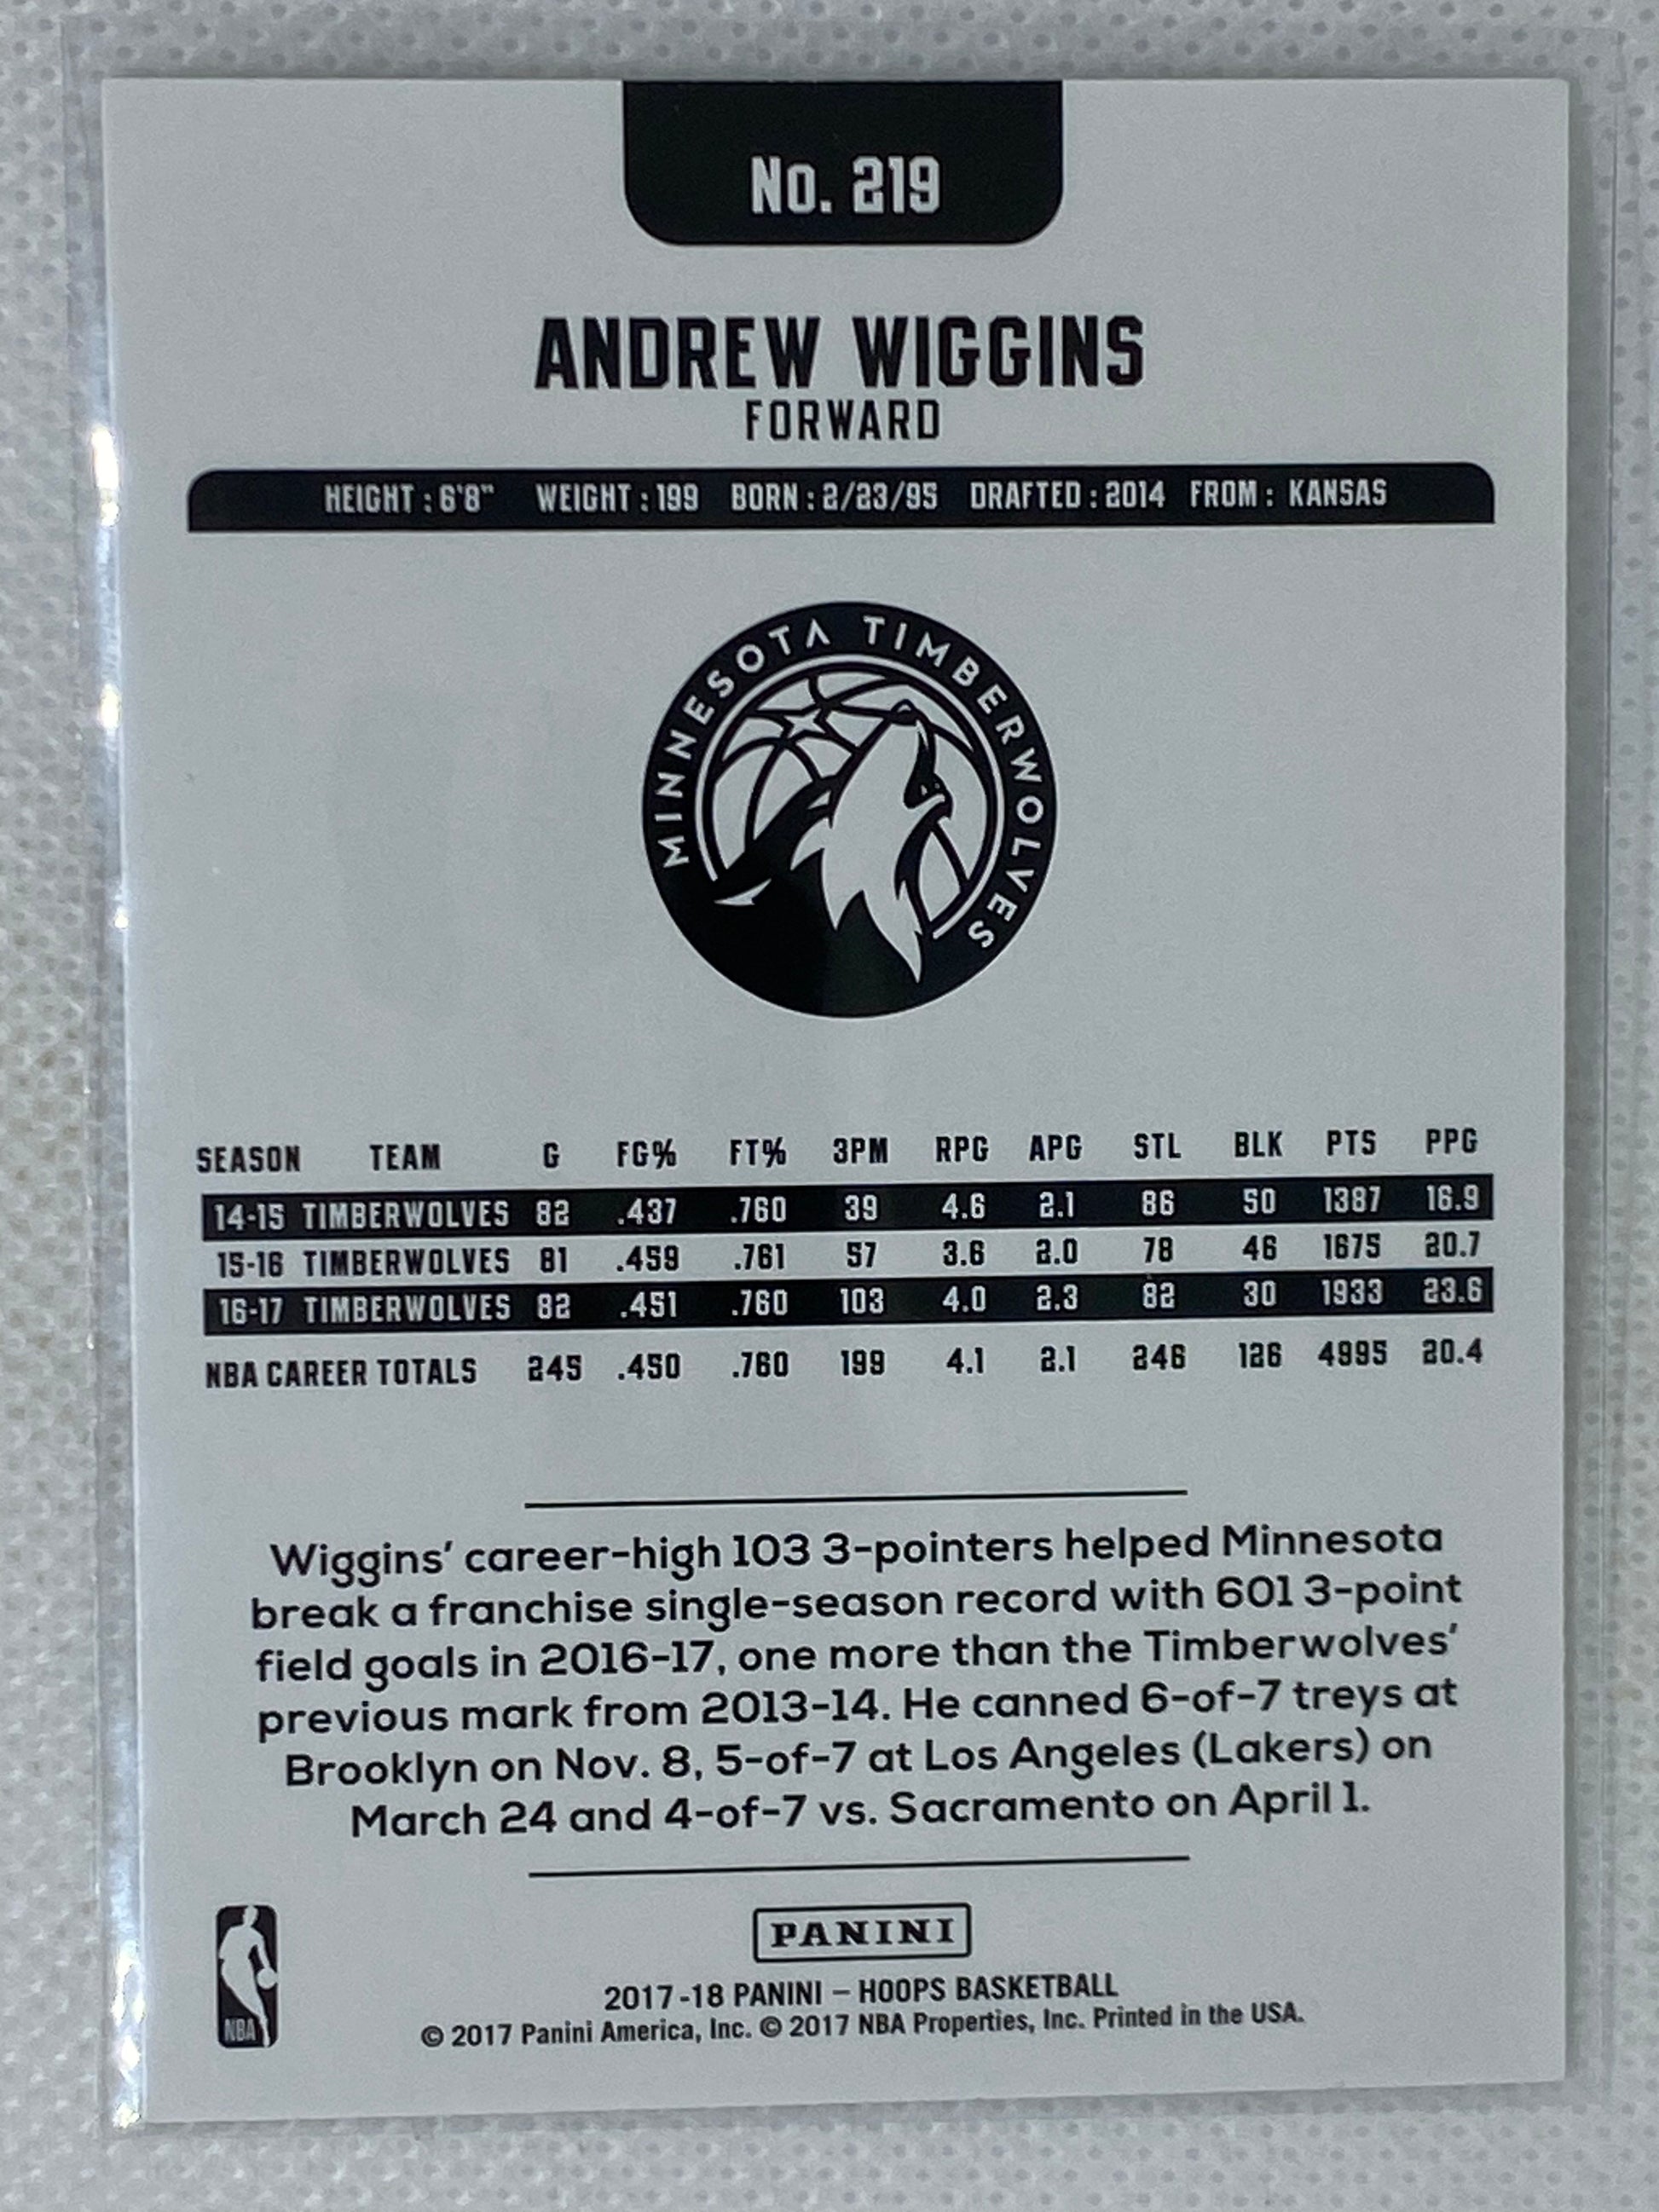 No. 219
ANDREW WIGGINS
FORWARD
HEIGHT : 6'8" WEIGHT : 199 BORN : 2/23/95 DRAFTED : 2014 FROM : KANSAS
MINNESOTA TIMBERWOLVES
SEASON TEAM G FG% FT% 3PM RPG APG STL BLK PTS PPG
14-15 TIMBERWOLVES 82 .437 .760 39 4.6 2.1 86 50 1387 16.9
15-16 TIMBERWOLVES 81 .459 .761 57 3.6 2.0 78 46 1675 20.7
16-17 TIMBERWOLVES 82 .451 .760 103 4.0 2.3 82 30 1933 23.6
NBA CAREER TOTALS 245 .450 .760 199 4.1 2.1 246 126 4995 20.4
Wiggins' career-high 103 3-pointers helped Minnesota
break a franchise single-season record with 601 3-point
field goals in 2016-17, one more than the Timberwolves'
previous mark from 2013-14. He canned 6-of-7 treys at
Brooklyn on Nov. 8, 5-of-7 at Los Angeles (Lakers) on
March 24 and 4-of-7 vs. Sacramento on April 1.
NBA
PANINI
2017-18 PANINI – HOOPS BASKETBALL
© 2017 Panini America, Inc. © 2017 NBA Properties, Inc. Printed in the USA.